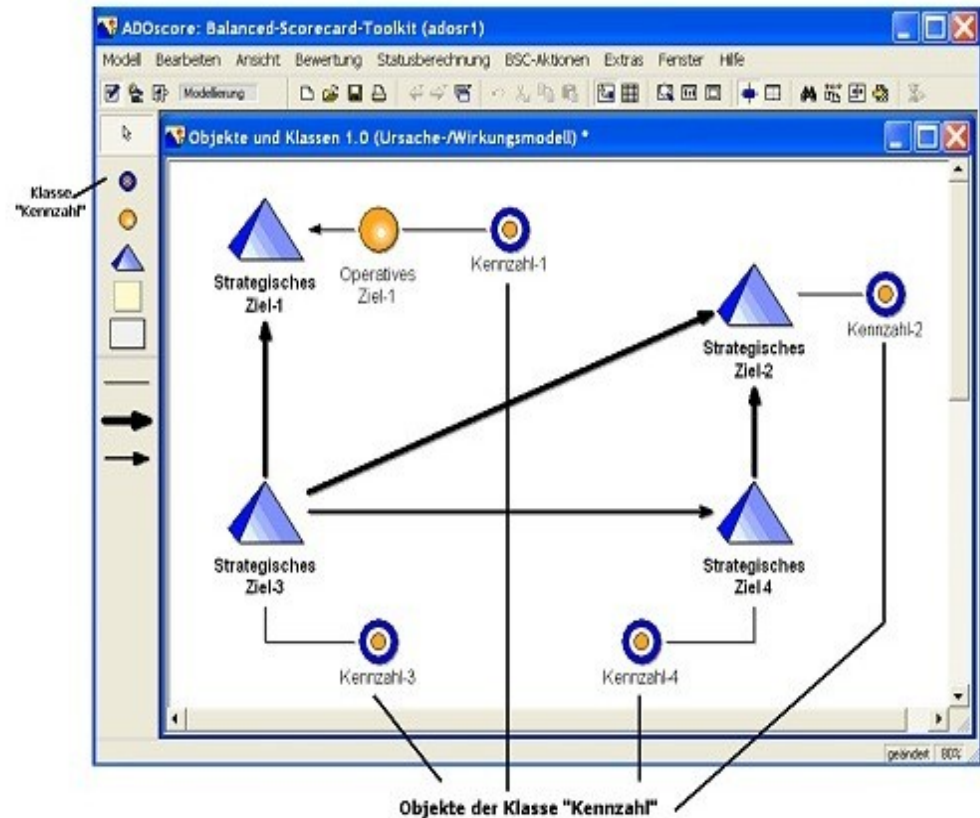 ADOscore: Balanced-Scorecard-Toolkit (adosr1)
Modell Bearbeiten Ansicht Bewertung Statusberechnung BSC-Aktionen Extras Fenster Hilfe
Modellierung
Objekte und Klassen 1.0 (Ursache-/Wirkungsmodell) *
Klasse
"Kennzahl"
Strategisches
Ziel-1
Operatives
Ziel-1
Kennzahl-1
Strategisches
Ziel-2
Kennzahl-2
Strategisches
Ziel-3
Strategisches
Ziel-4
Kennzahl-3
Kennzahl-4
geändert 80%
Objekte der Klasse "Kennzahl"